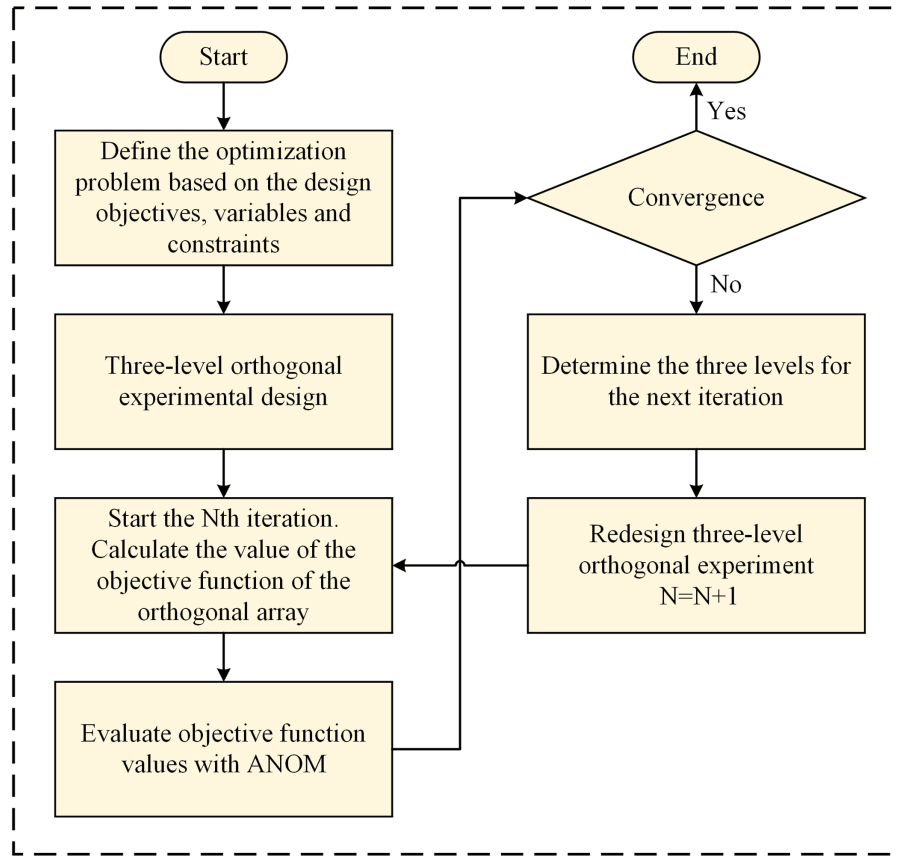 Start
Define the optimization
problem based on the design
objectives, variables and
constraints
Three-level orthogonal
experimental design
Start the Nth iteration.
Calculate the value of the
objective function of the
orthogonal array
Evaluate objective function
values with ANOM
End
Yes
Convergence
No
Determine the three levels for
the next iteration
Redesign three-level
orthogonal experiment
N=N+1